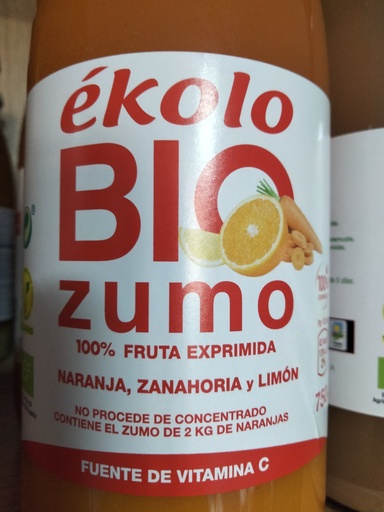 ékolo
BIO
zumo
100% FRUTA EXPRIMIDA
NARANJA, ZANAHORIA y LIMÓN
NO PROCEDE DE CONCENTRADO
CONTIENE EL ZUMO DE 2 KG DE NARANJAS
FUENTE DE VITAMINA C